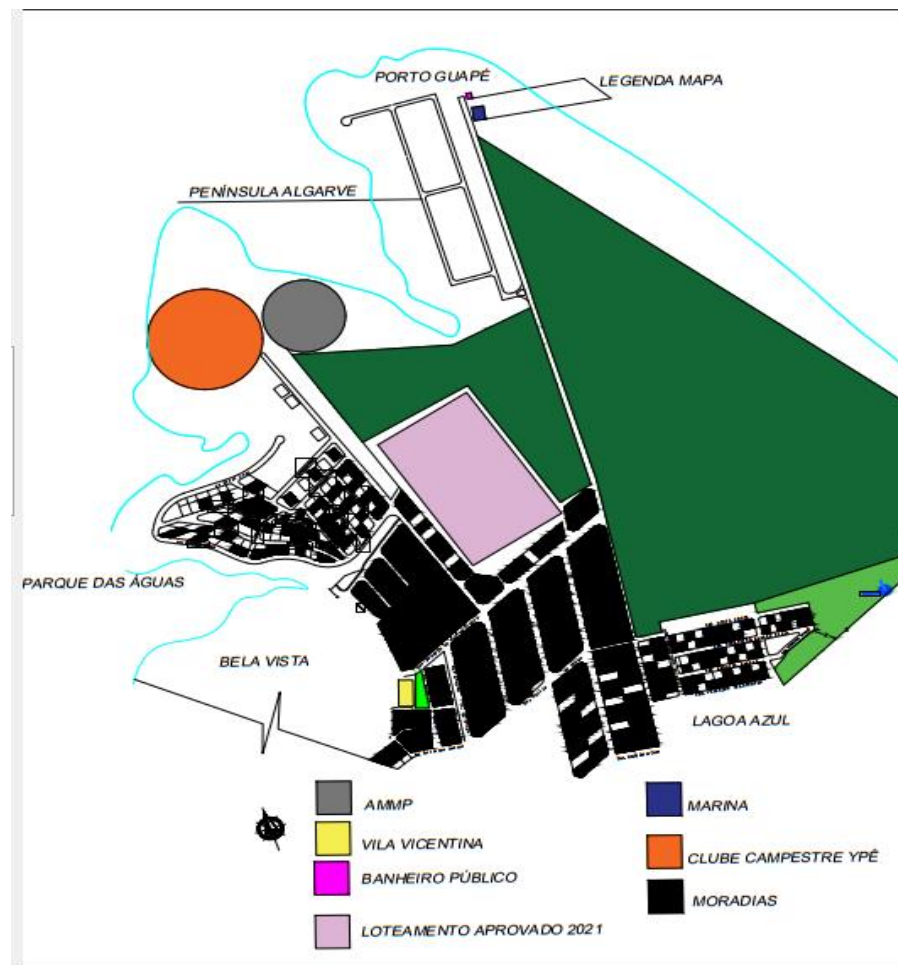 PORTO GUAPÉ
LEGENDA MAPA
PENÍNSULA ALGARVE
PARQUE DAS ÁGUAS
BELA VISTA
LAGOA AZUL
AMMP
MARINA
VILA VICENTINA
CLUBE CAMPESTRE YPÊ
BANHEIRO PÚBLICO
MORADIAS
LOTEAMENTO APROVADO 2021